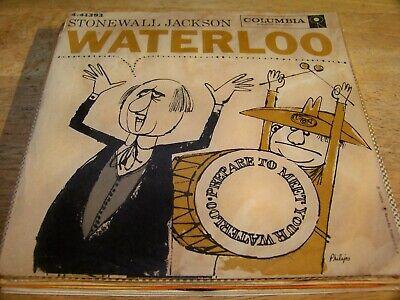 4-41393
STONEWALL JACKSON
COLUMBIA
WATERLOO
PREPARE TO MEET YOUR WATERLOO•
Philips